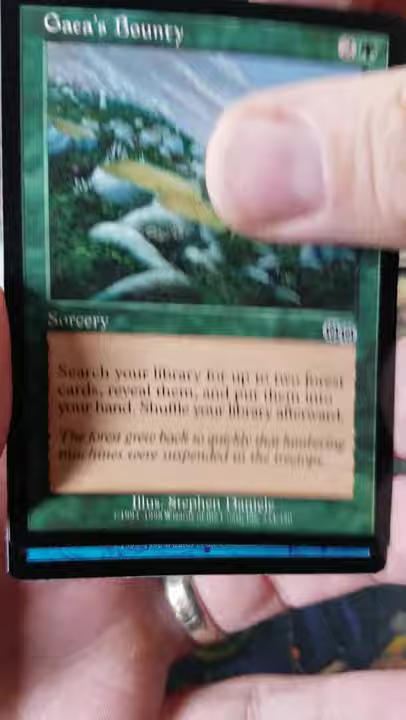 Gaea's Bounty
2
Sorcery
Search your library for up to two forest
cards, reveal them, and put them into
your hand. Shuffle your library afterward.
The forest grew back so quickly that lumbering
machines were suspended in the treetops.
Illus. Stephen Daniele